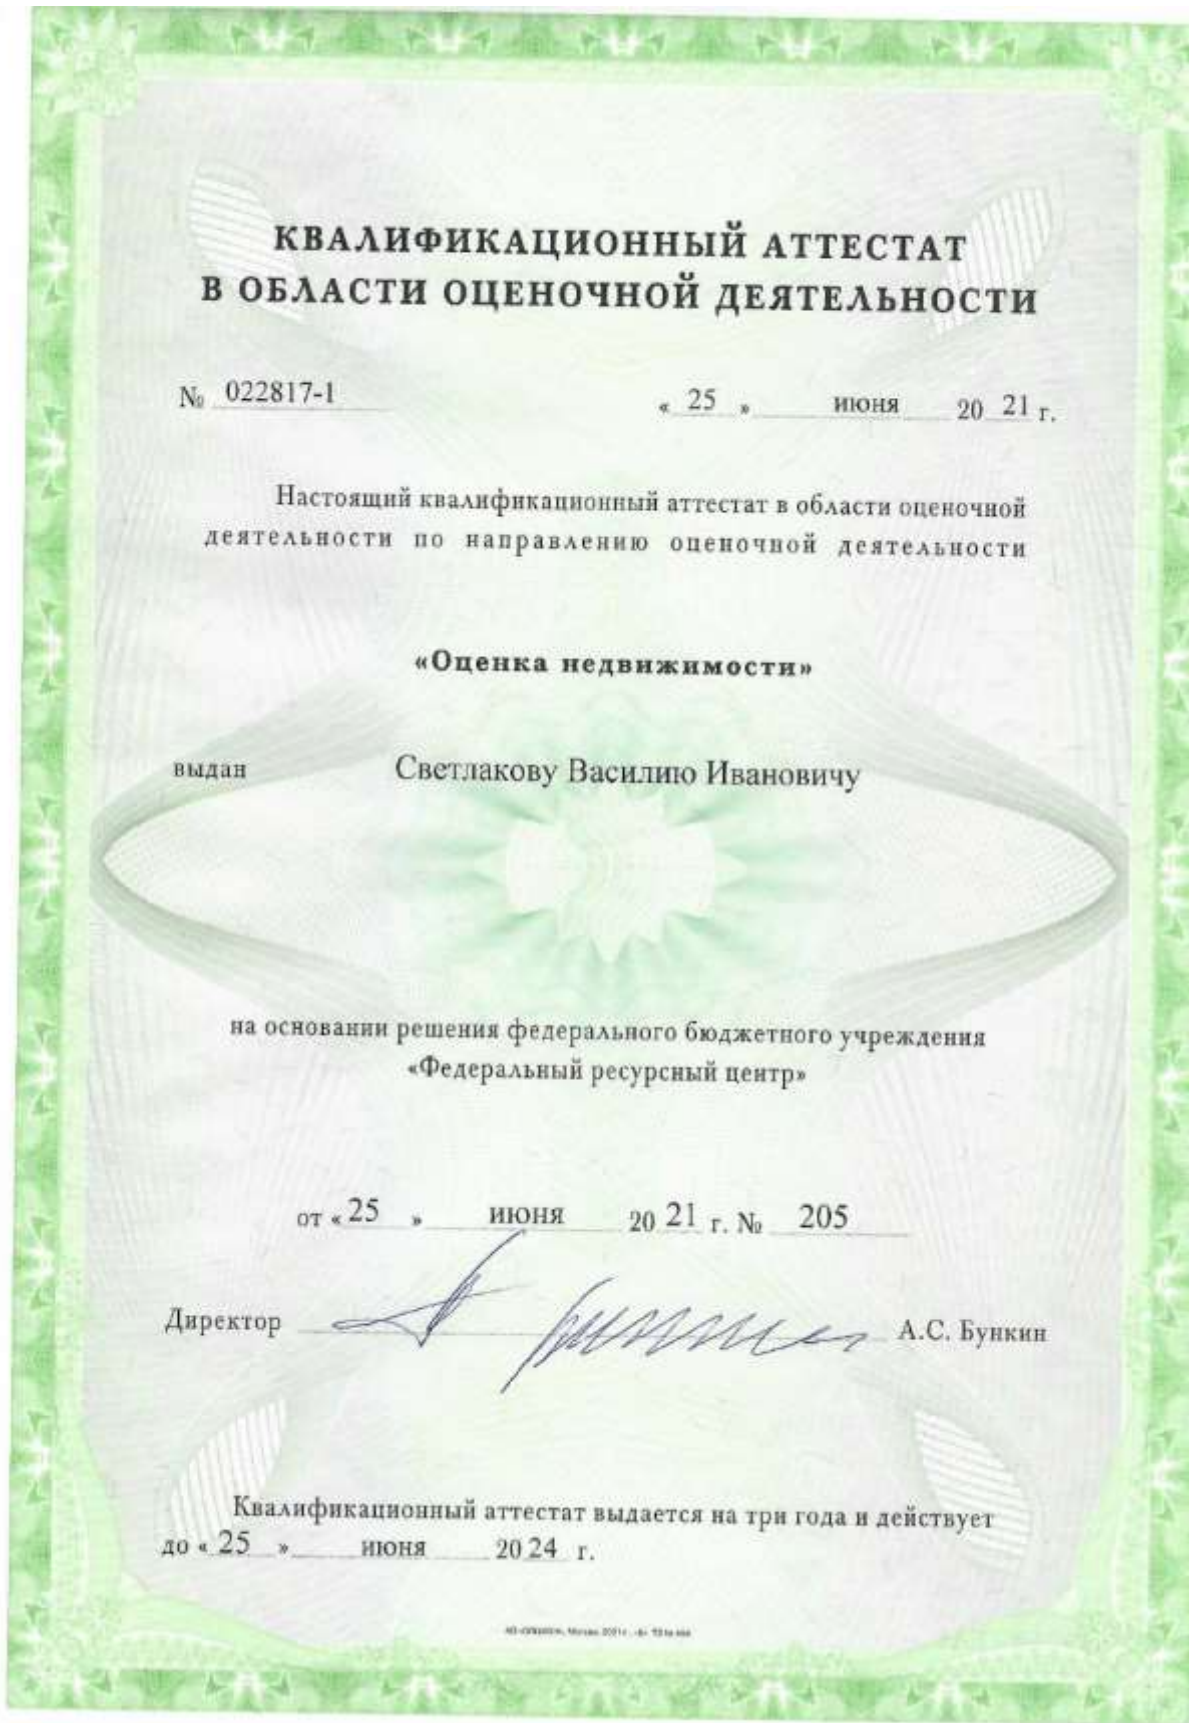 КВАЛИФИКАЦИОННЫЙ АТТЕСТАТ
В ОБЛАСТИ ОЦЕНОЧНОЙ ДЕЯТЕЛЬНОСТИ
№ 022817-1 « 25 » июня 20 21 г.
Настоящий квалификационный аттестат в области оценочной
деятельности по направлению оценочной деятельности
«Оценка недвижимости»
выдан Светлакову Василию Ивановичу
на основании решения федерального бюджетного учреждения
«Федеральный ресурсный центр»
от « 25 » июня 20 21 г. № 205
Директор А.С. Бункин
Квалификационный аттестат выдается на три года и действует
до « 25 » июня 20 24 г.